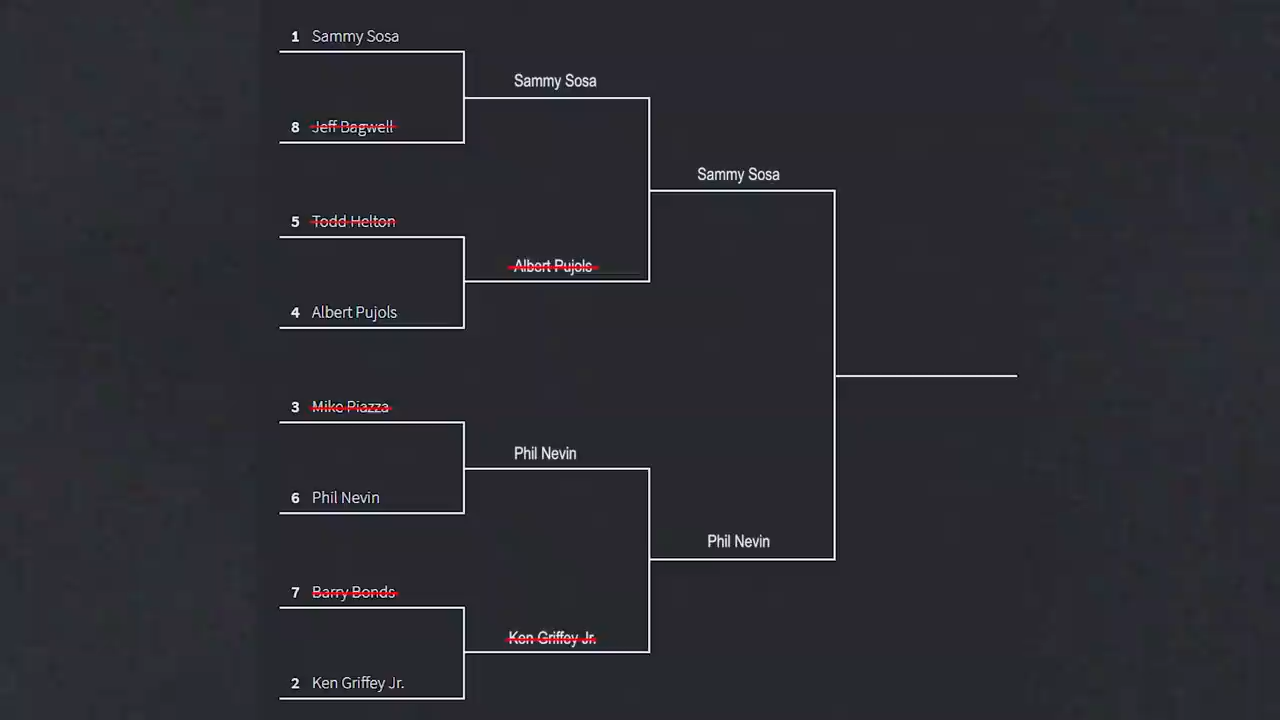 1 Sammy Sosa
Sammy Sosa
8 Jeff Bagwell
Sammy Sosa
5 Todd Helton
Albert Pujols
4 Albert Pujols
3 Mike Piazza
Phil Nevin
6 Phil Nevin
Phil Nevin
7 Barry Bonds
Ken Griffey Jr.
2 Ken Griffey Jr.